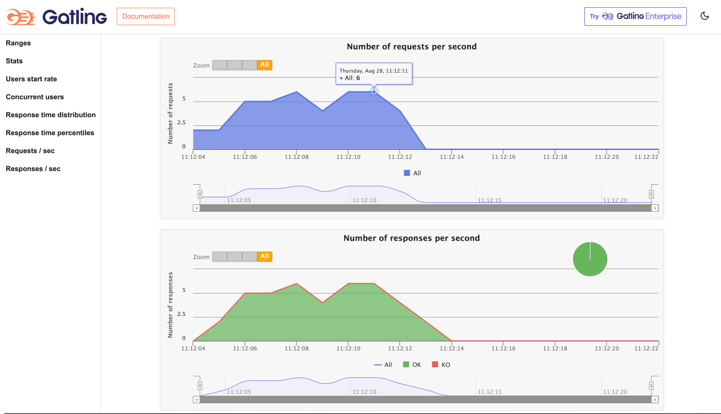 Gatling
Documentation
Try Gatling Enterprise
Ranges
Stats
Users start rate
Concurrent users
Response time distribution
Response time percentiles
Requests / sec
Responses / sec
Number of requests per second
Zoom All
Thursday, Aug 28, 11:12:11
All: 6
Number of requests
5
2.5
0
11:12:04 11:12:06 11:12:08 11:12:10 11:12:12 11:12:14 11:12:16 11:12:18 11:12:20 11:12:22
All
11:12:05 11:12:10 11:12:15 11:12:20
Number of responses per second
Zoom All
Number of responses
5
2.5
0
11:12:04 11:12:06 11:12:08 11:12:10 11:12:12 11:12:14 11:12:16 11:12:18 11:12:20 11:12:22
All OK KO
11:12:05 11:12:10 11:12:15 11:12:20